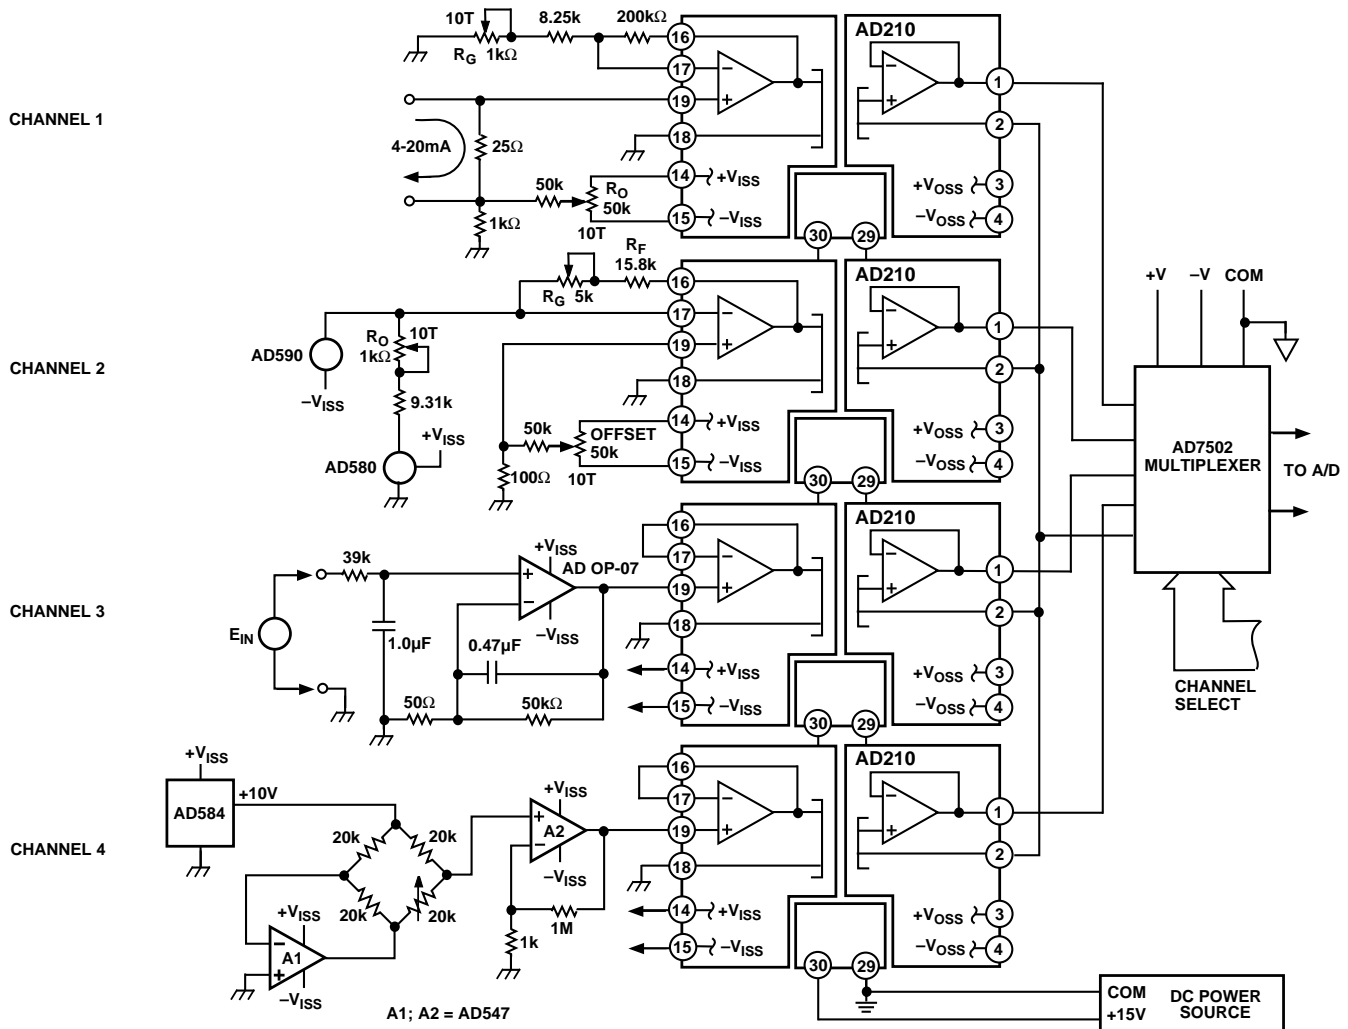 CHANNEL 1
10T
R_G 1kΩ
8.25k
200kΩ
16
17
19
18
14
15
4-20mA
25Ω
1kΩ
50k
R_O
50k
10T
+V_ISS
–V_ISS
30
29
AD210
1
2
+V_OSS
3
–V_OSS
4
CHANNEL 2
AD590
–V_ISS
R_O 10T
1kΩ
9.31k
+V_ISS
AD580
R_G 5k
R_F
15.8k
16
17
19
18
14
15
50k
100Ω
OFFSET
50k
10T
+V_ISS
–V_ISS
30
29
AD210
1
2
+V_OSS
3
–V_OSS
4
CHANNEL 3
E_IN
39k
1.0µF
+V_ISS
AD OP-07
–V_ISS
0.47µF
50Ω
50kΩ
16
17
19
18
14
15
+V_ISS
–V_ISS
30
29
AD210
1
2
+V_OSS
3
–V_OSS
4
CHANNEL 4
+V_ISS
AD584
+10V
20k
20k
20k
20k
+V_ISS
A1
–V_ISS
+V_ISS
A2
–V_ISS
1M
1k
A1; A2 = AD547
16
17
19
18
14
15
+V_ISS
–V_ISS
30
29
AD210
1
2
+V_OSS
3
–V_OSS
4
+V
–V
COM
AD7502
MULTIPLEXER
TO A/D
CHANNEL
SELECT
COM
+15V
DC POWER
SOURCE